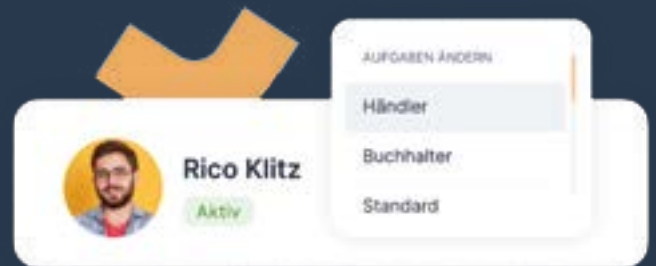 AUFGABEN ÄNDERN
Händler
Buchhalter
Standard
Rico Klitz
Aktiv